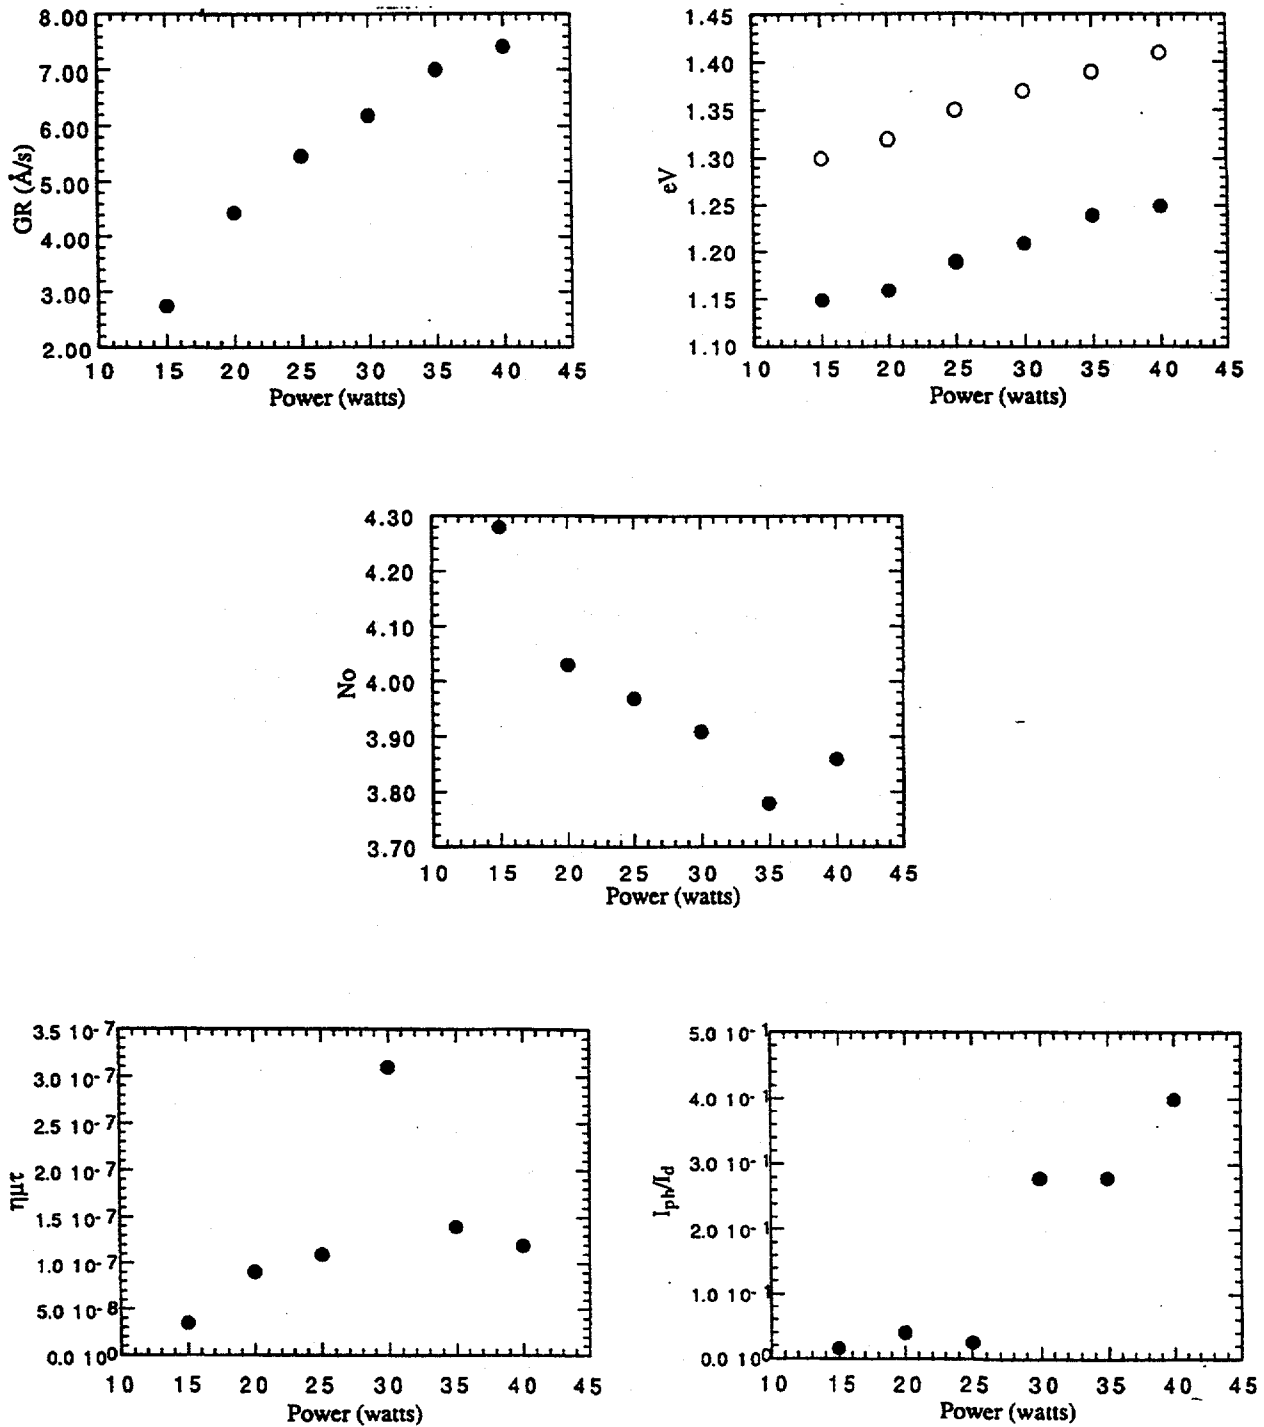 8.00
7.00
6.00
5.00
4.00
3.00
2.00
GR (Å/s)
10 15 20 25 30 35 40 45
Power (watts)
1.45
1.40
1.35
1.30
1.25
1.20
1.15
1.10
eV
10 15 20 25 30 35 40 45
Power (watts)
4.30
4.20
4.10
4.00
3.90
3.80
3.70
No
10 15 20 25 30 35 40 45
Power (watts)
3.5 10-7
3.0 10-7
2.5 10-7
2.0 10-7
1.5 10-7
1.0 10-7
5.0 10-8
0.0 100
ημτ
10 15 20 25 30 35 40 45
Power (watts)
5.0 10-1
4.0 10-1
3.0 10-1
2.0 10-1
1.0 10-1
0.0 100
Iph/Id
10 15 20 25 30 35 40 45
Power (watts)